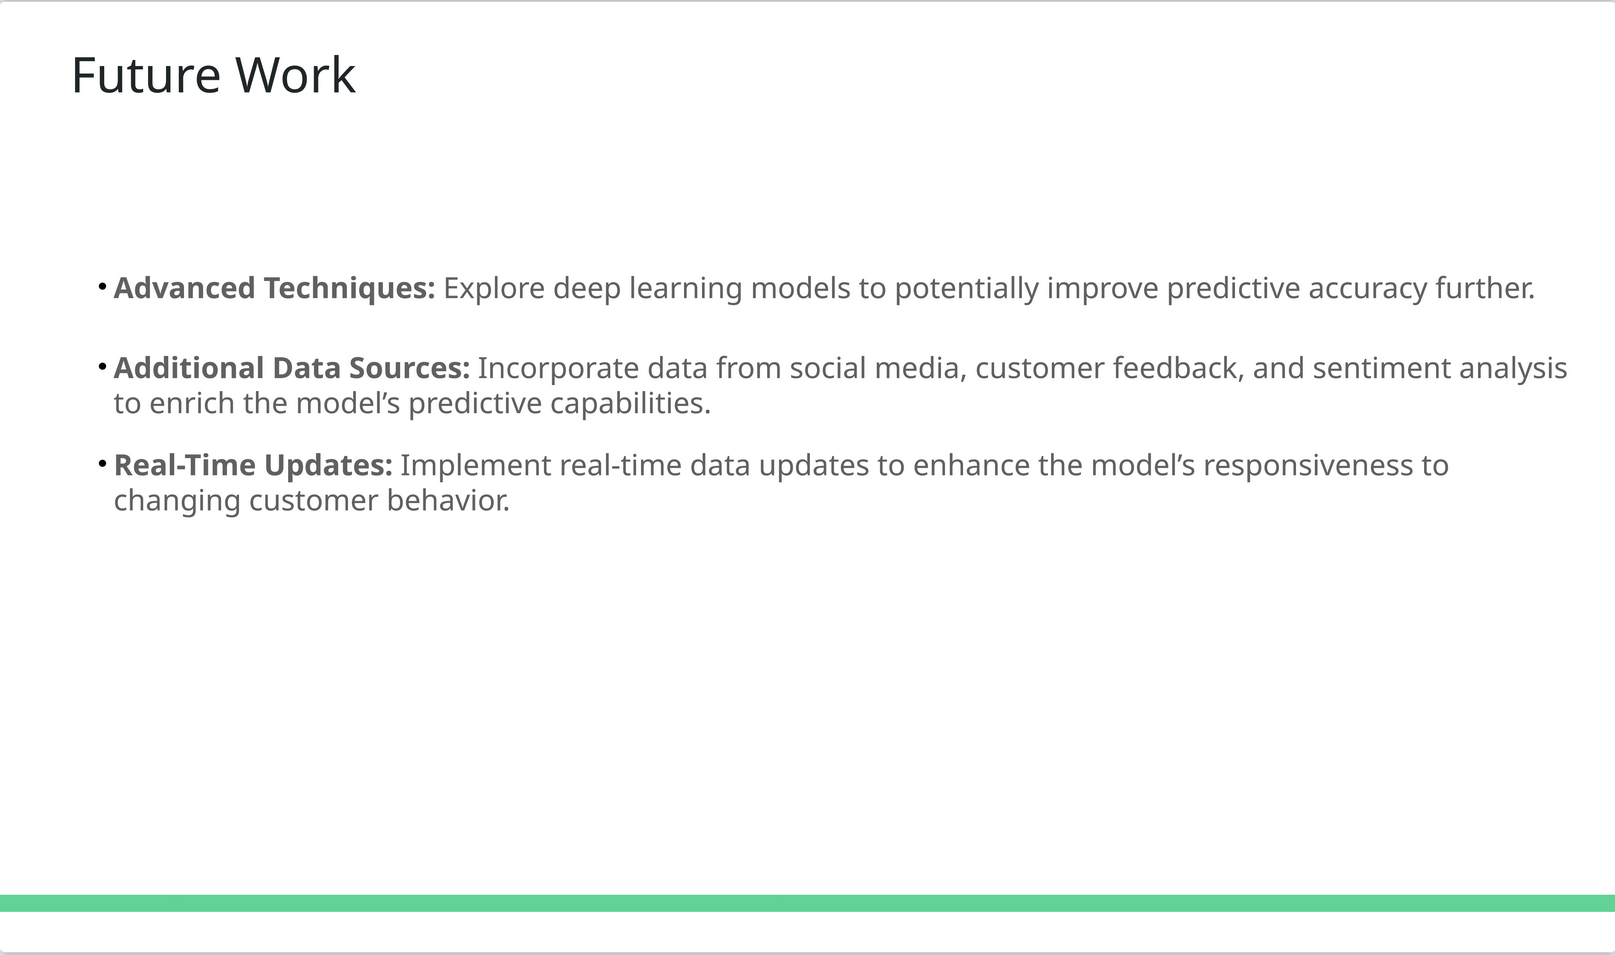 Future Work
• Advanced Techniques: Explore deep learning models to potentially improve predictive accuracy further.
• Additional Data Sources: Incorporate data from social media, customer feedback, and sentiment analysis
to enrich the model’s predictive capabilities.
• Real-Time Updates: Implement real-time data updates to enhance the model’s responsiveness to
changing customer behavior.